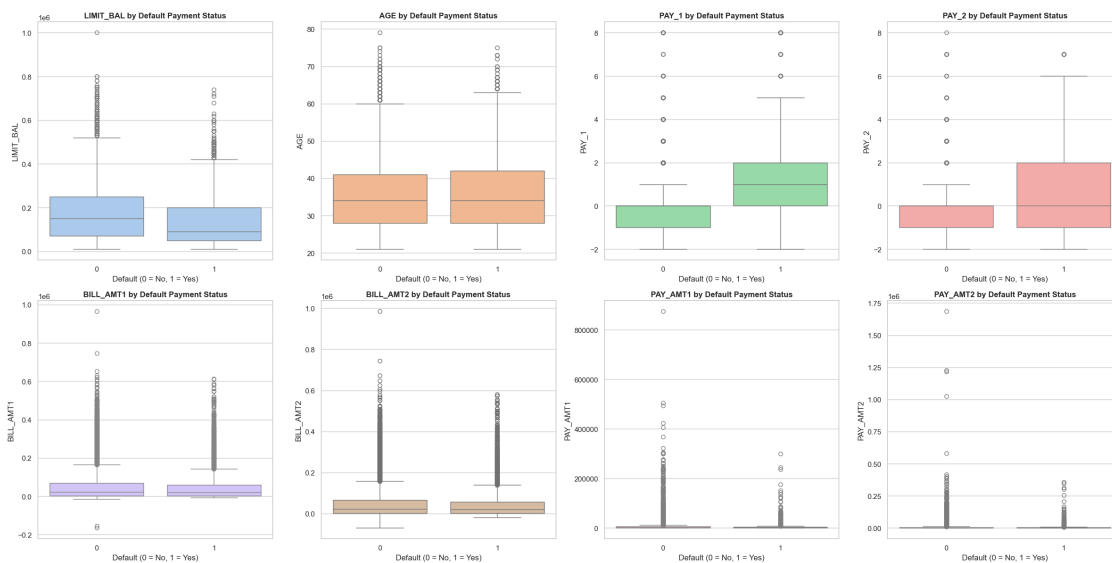 LIMIT_BAL by Default Payment Status
1e6
1.0
0.8
0.6
0.4
0.2
0.0
LIMIT_BAL
0
1
Default (0 = No, 1 = Yes)
AGE by Default Payment Status
80
70
60
50
40
30
20
AGE
0
1
Default (0 = No, 1 = Yes)
PAY_1 by Default Payment Status
8
6
4
2
0
−2
PAY_1
0
1
Default (0 = No, 1 = Yes)
PAY_2 by Default Payment Status
8
6
4
2
0
−2
PAY_2
0
1
Default (0 = No, 1 = Yes)
BILL_AMT1 by Default Payment Status
1e6
1.0
0.8
0.6
0.4
0.2
0.0
−0.2
BILL_AMT1
0
1
Default (0 = No, 1 = Yes)
BILL_AMT2 by Default Payment Status
1e6
1.0
0.8
0.6
0.4
0.2
0.0
BILL_AMT2
0
1
Default (0 = No, 1 = Yes)
PAY_AMT1 by Default Payment Status
800000
600000
400000
200000
0
PAY_AMT1
0
1
Default (0 = No, 1 = Yes)
PAY_AMT2 by Default Payment Status
1e6
1.75
1.50
1.25
1.00
0.75
0.50
0.25
0.00
PAY_AMT2
0
1
Default (0 = No, 1 = Yes)